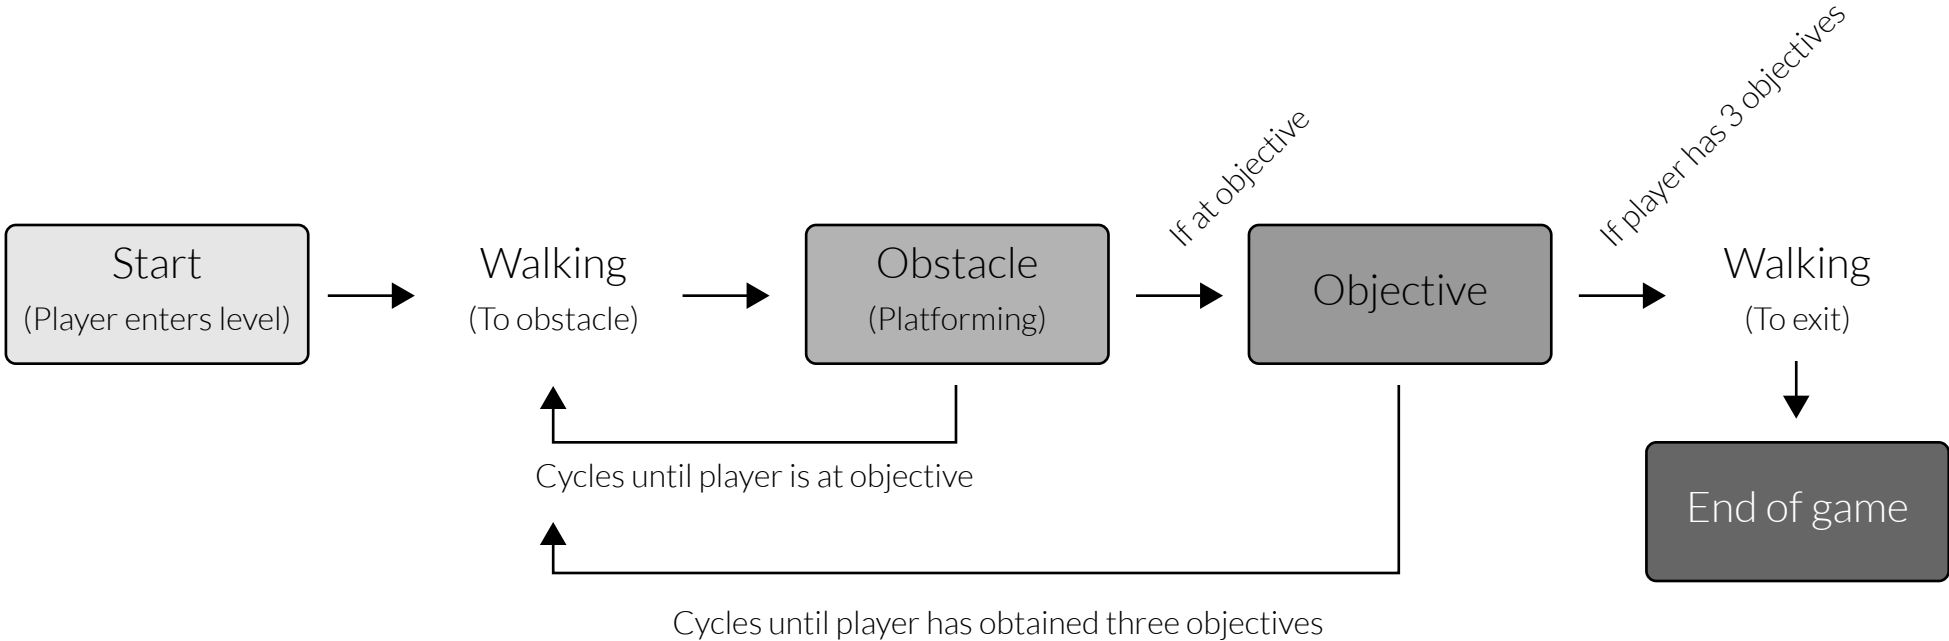 Start
(Player enters level)
Walking
(To obstacle)
Obstacle
(Platforming)
If at objective
Objective
If player has 3 objectives
Walking
(To exit)
Cycles until player is at objective
End of game
Cycles until player has obtained three objectives